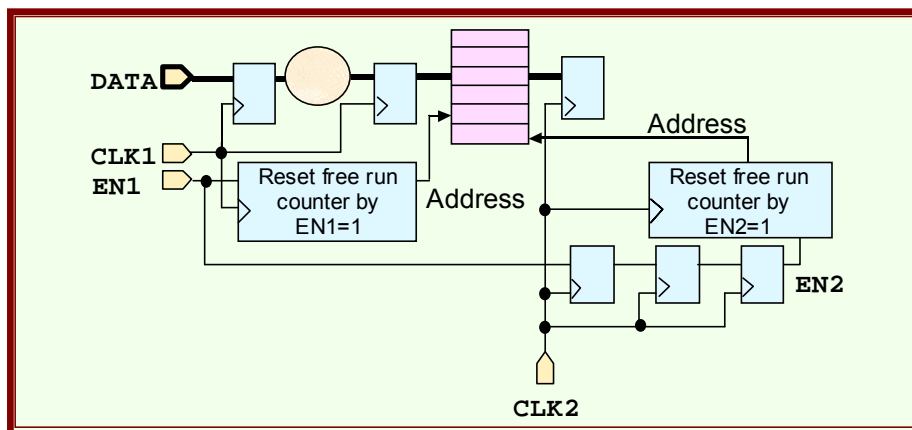 DATA
CLK1
EN1
Reset free run
counter by
EN1=1
Address
Address
Reset free run
counter by
EN2=1
EN2
CLK2